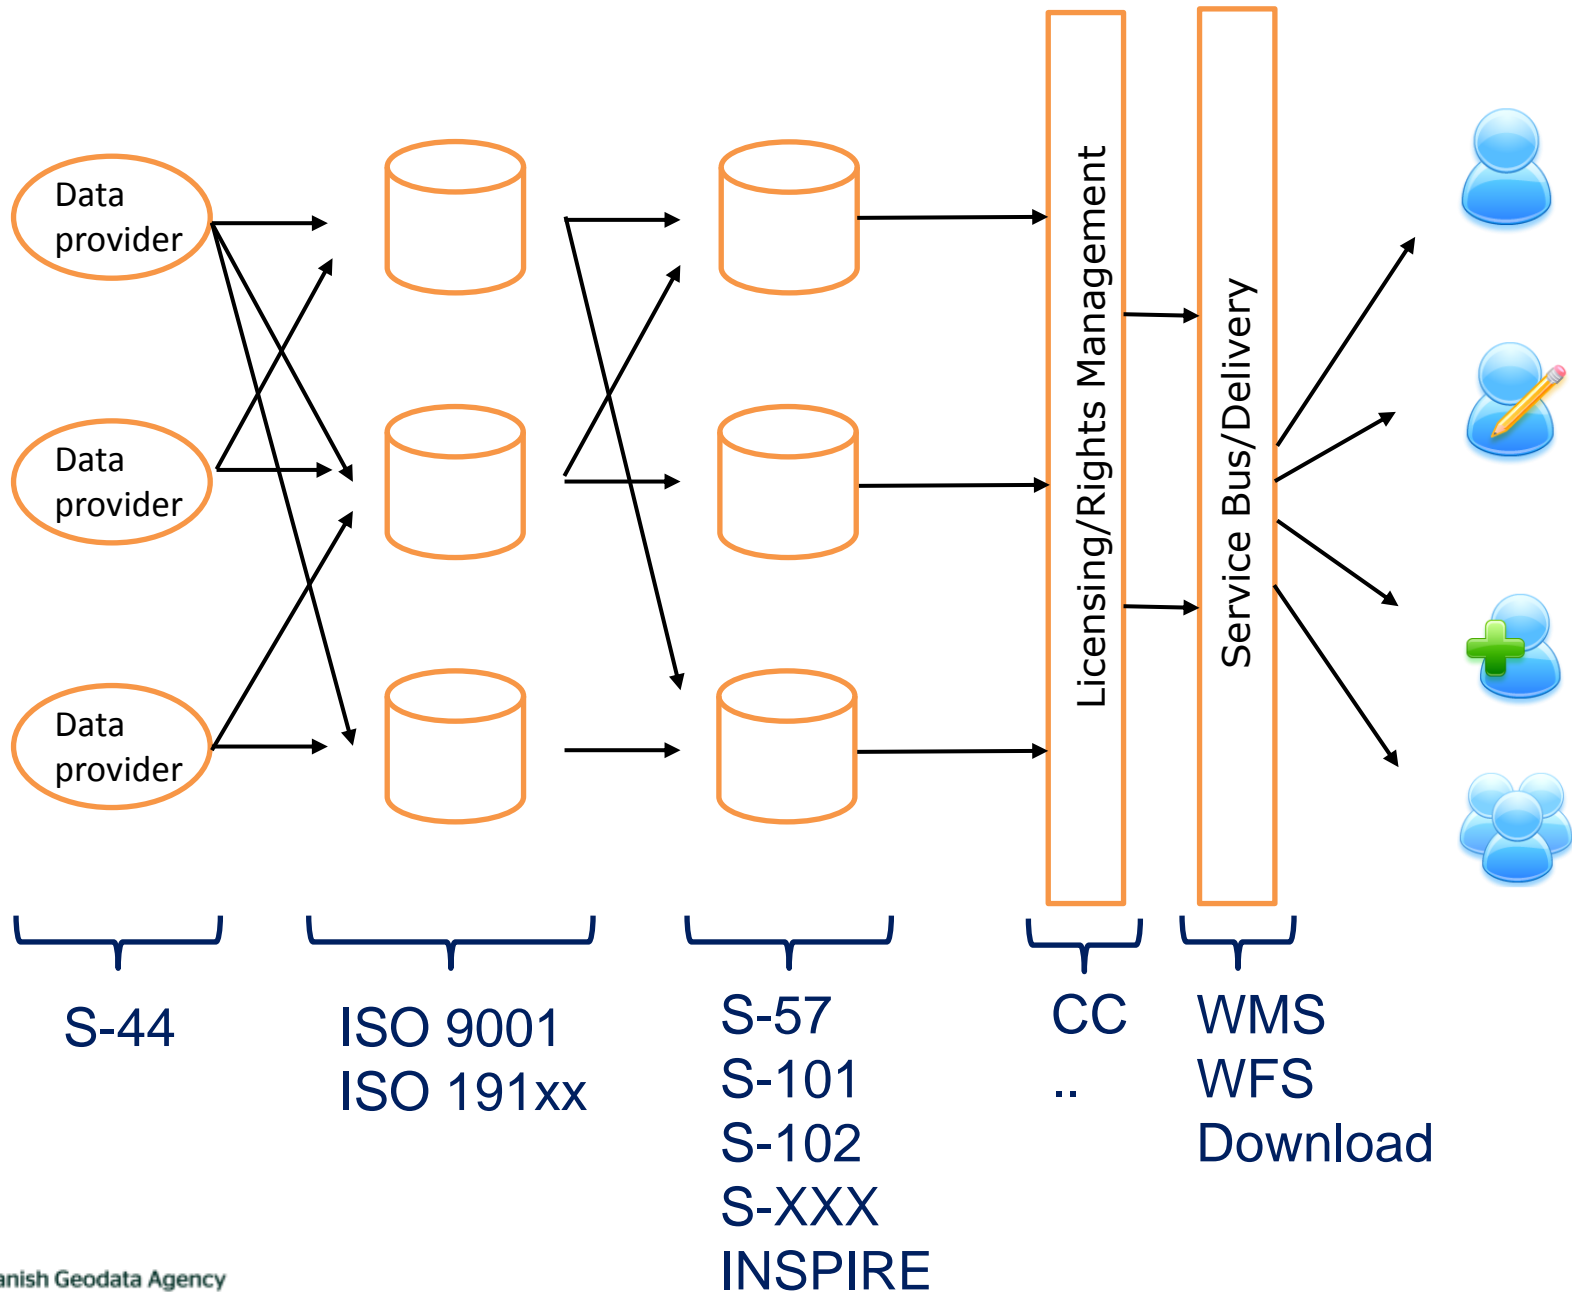 Data
provider
Data
provider
Data
provider
Licensing/Rights Management
Service Bus/Delivery
S-44
ISO 9001
ISO 191xx
S-57
S-101
S-102
S-XXX
INSPIRE
CC
..
WMS
WFS
Download
anish Geodata Agency